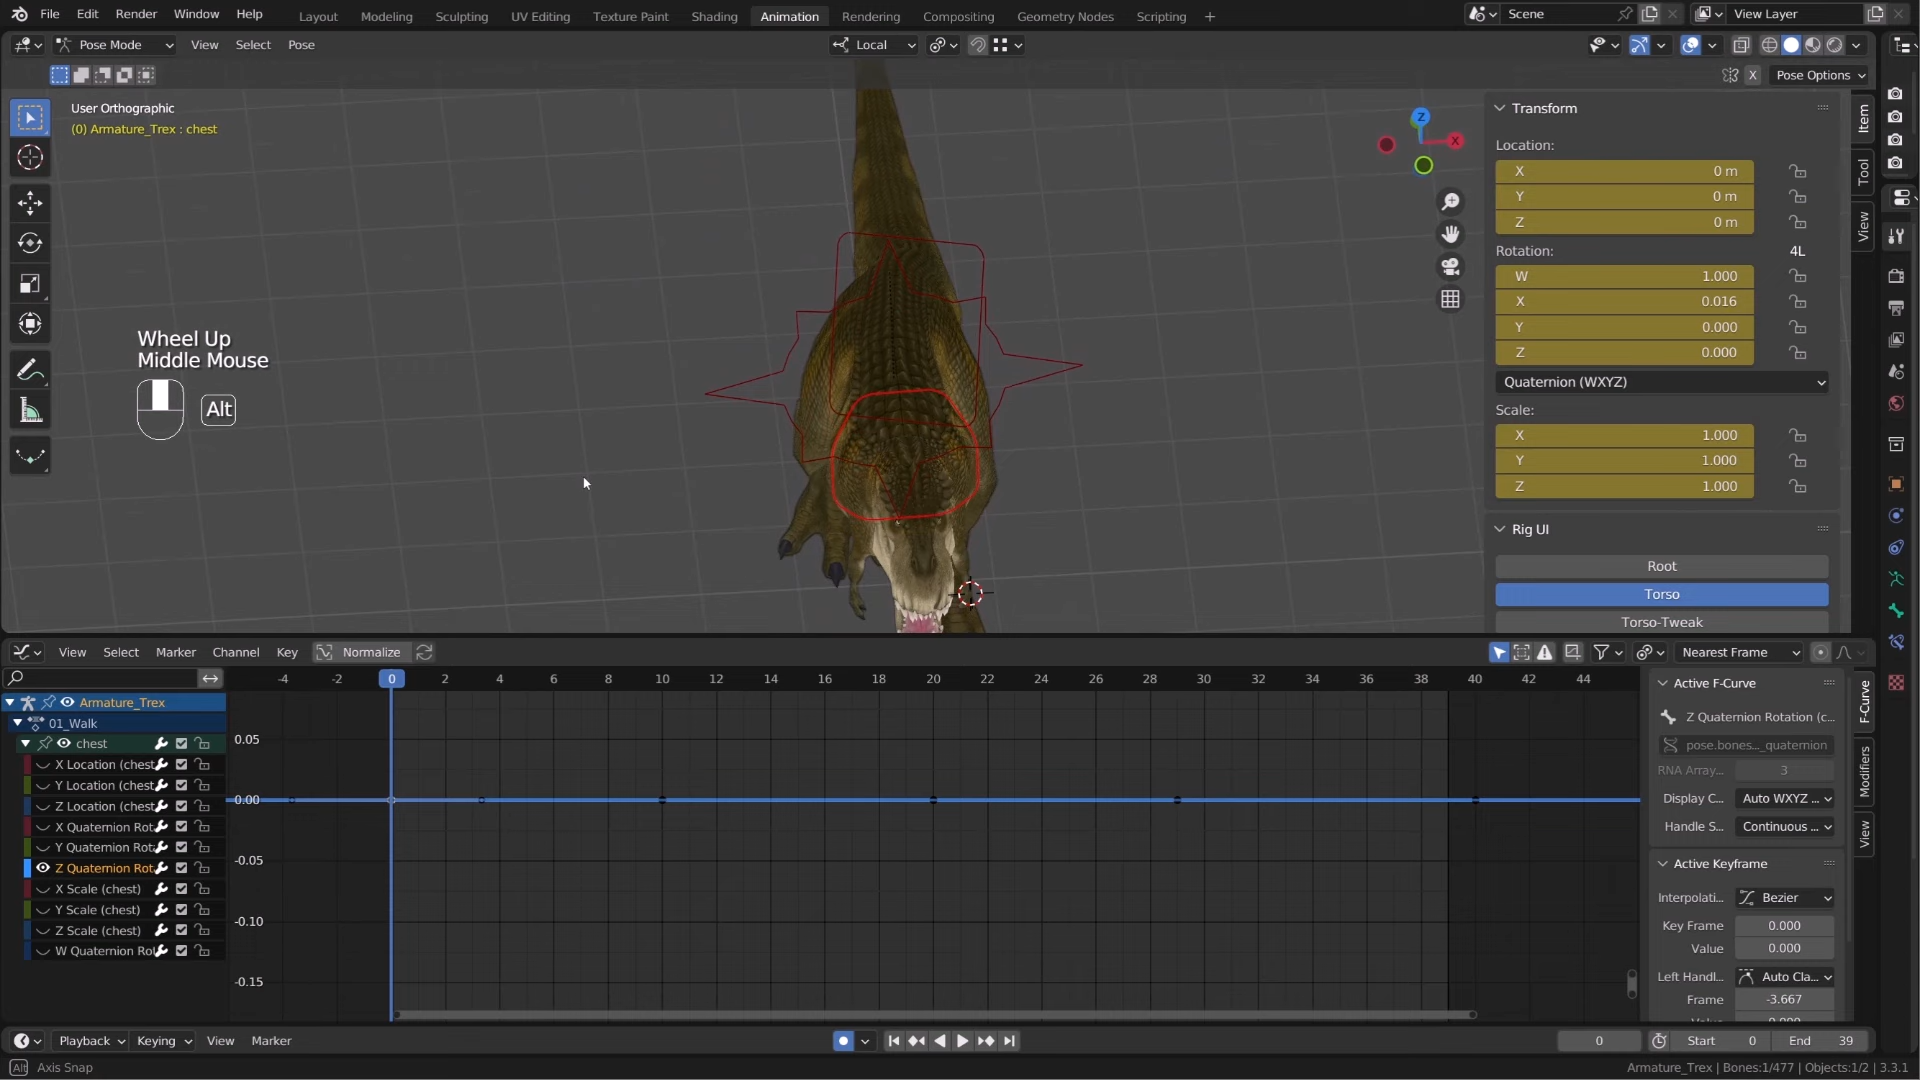 File Edit Render Window Help Layout Modeling Sculpting UV Editing Texture Paint Shading Animation Rendering Compositing Geometry Nodes Scripting + Scene View Layer
Pose Mode View Select Pose Local
X Pose Options
User Orthographic
(0) Armature_Trex : chest
Z
X
Wheel Up
Middle Mouse
Alt
Transform
Location:
X 0 m
Y 0 m
Z 0 m
Rotation: 4L
W 1.000
X 0.016
Y 0.000
Z 0.000
Quaternion (WXYZ)
Scale:
X 1.000
Y 1.000
Z 1.000
Rig UI
Root
Torso
Torso-Tweak
Item
Tool
View
View Select Marker Channel Key Normalize Nearest Frame
-4 -2 0 2 4 6 8 10 12 14 16 18 20 22 24 26 28 30 32 34 36 38 40 42 44
Armature_Trex
01_Walk
chest
X Location (chest
Y Location (chest
Z Location (chest
X Quaternion Rot
Y Quaternion Rot
Z Quaternion Rot
X Scale (chest)
Y Scale (chest)
Z Scale (chest)
W Quaternion Ro
0.05
0.00
-0.05
-0.10
-0.15
Active F-Curve
Z Quaternion Rotation (c...
pose.bones..._quaternion
RNA Array... 3
Display C... Auto WXYZ ...
Handle S... Continuous ...
Active Keyframe
Interpolati... Bezier
Key Frame 0.000
Value 0.000
Left Handl... Auto Cla...
Frame -3.667
F-Curve
Modifiers
View
Playback Keying View Marker 0 Start 0 End 39
Alt Axis Snap Armature_Trex | Bones:1/477 | Objects:1/2 | 3.3.1